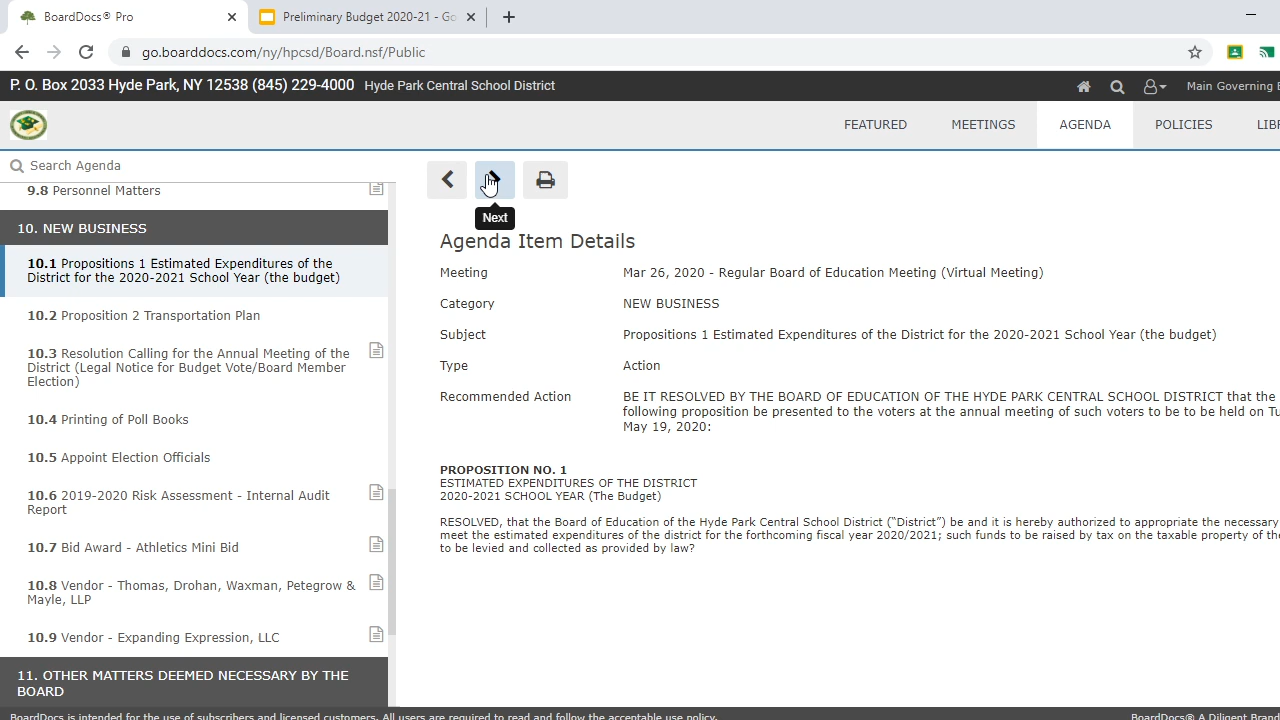 BoardDocs® Pro
Preliminary Budget 2020-21 - Go
go.boarddocs.com/ny/hpcsd/Board.nsf/Public
P. O. Box 2033 Hyde Park, NY 12538 (845) 229-4000 Hyde Park Central School District
Main Governing
FEATURED MEETINGS AGENDA POLICIES
Search Agenda
9.8 Personnel Matters
10. NEW BUSINESS
10.1 Propositions 1 Estimated Expenditures of the
District for the 2020-2021 School Year (the budget)
10.2 Proposition 2 Transportation Plan
10.3 Resolution Calling for the Annual Meeting of the
District (Legal Notice for Budget Vote/Board Member
Election)
10.4 Printing of Poll Books
10.5 Appoint Election Officials
10.6 2019-2020 Risk Assessment - Internal Audit
Report
10.7 Bid Award - Athletics Mini Bid
10.8 Vendor - Thomas, Drohan, Waxman, Petegrow &
Mayle, LLP
10.9 Vendor - Expanding Expression, LLC
11. OTHER MATTERS DEEMED NECESSARY BY THE
BOARD
Next
Agenda Item Details
Meeting Mar 26, 2020 - Regular Board of Education Meeting (Virtual Meeting)
Category NEW BUSINESS
Subject Propositions 1 Estimated Expenditures of the District for the 2020-2021 School Year (the budget)
Type Action
Recommended Action BE IT RESOLVED BY THE BOARD OF EDUCATION OF THE HYDE PARK CENTRAL SCHOOL DISTRICT that the
following proposition be presented to the voters at the annual meeting of such voters to be to be held on
May 19, 2020:
PROPOSITION NO. 1
ESTIMATED EXPENDITURES OF THE DISTRICT
2020-2021 SCHOOL YEAR (The Budget)
RESOLVED, that the Board of Education of the Hyde Park Central School District ("District") be and it is hereby authorized to appropriate the necessary
meet the estimated expenditures of the district for the forthcoming fiscal year 2020/2021; such funds to be raised by tax on the taxable property of the
to be levied and collected as provided by law?
BoardDocs is intended for the use of subscribers and licensed customers. All users are required to read and follow the acceptable use policy.
BoardDocs® A Diligent Brand